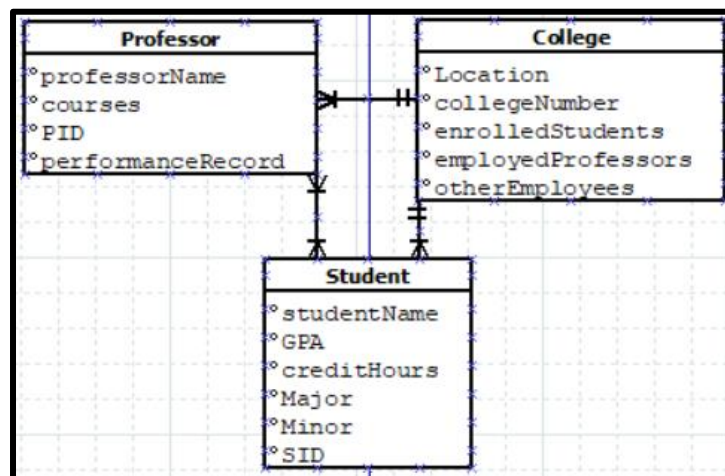 Professor
professorName
courses
PID
performanceRecord
College
Location
collegeNumber
enrolledStudents
employedProfessors
otherEmployees
Student
studentName
GPA
creditHours
Major
Minor
SID